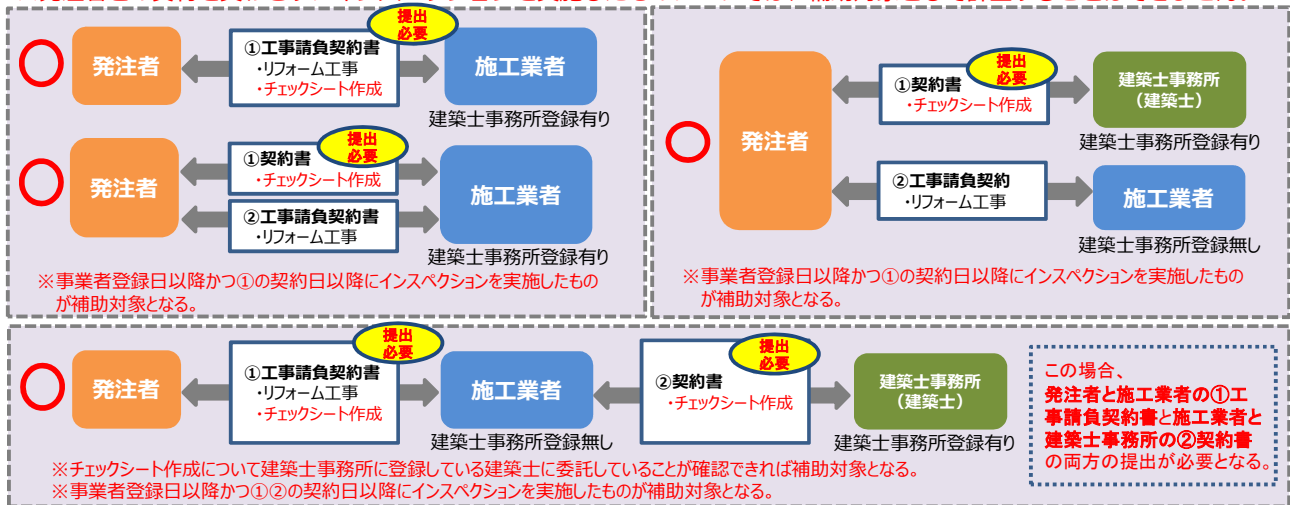 発注者
①工事請負契約書
・リフォーム工事
・チェックシート作成
提出
必要
施工業者
建築士事務所登録有り
発注者
①契約書
・チェックシート作成
提出
必要
②工事請負契約書
・リフォーム工事
施工業者
建築士事務所登録有り
※事業者登録日以降かつ①の契約日以降にインスペクションを実施したもの
が補助対象となる。
発注者
①契約書
・チェックシート作成
提出
必要
建築士事務所
（建築士）
建築士事務所登録有り
②工事請負契約
・リフォーム工事
施工業者
建築士事務所登録無し
※事業者登録日以降かつ①の契約日以降にインスペクションを実施したもの
が補助対象となる。
発注者
①工事請負契約書
・リフォーム工事
・チェックシート作成
提出
必要
施工業者
建築士事務所登録無し
②契約書
・チェックシート作成
提出
必要
建築士事務所
（建築士）
建築士事務所登録有り
この場合、
発注者と施工業者の①工
事請負契約書と施工業者と
建築士事務所の②契約書
の両方の提出が必要となる。
※チェックシート作成について建築士事務所に登録している建築士に委託していることが確認できれば補助対象となる。
※事業者登録日以降かつ①②の契約日以降にインスペクションを実施したものが補助対象となる。